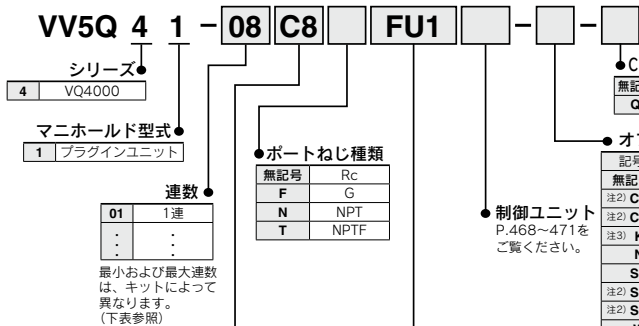 VV5Q 4 1 - 08 C8 FU1 - -
シリーズ
4 VQ4000
マニホールド型式
1 プラグインユニット
連数
01 1連
: :
最小および最大連数
は、キットによって
異なります。
(下表参照)
ポートねじ種類
無記号 Rc
F G
N NPT
T NPTF
制御ユニット
P.468~471を
ご覧ください。
C
無記
Q
オ
記号
無記
注2) C
注2) C
注3)
S
注2) S
注2) S